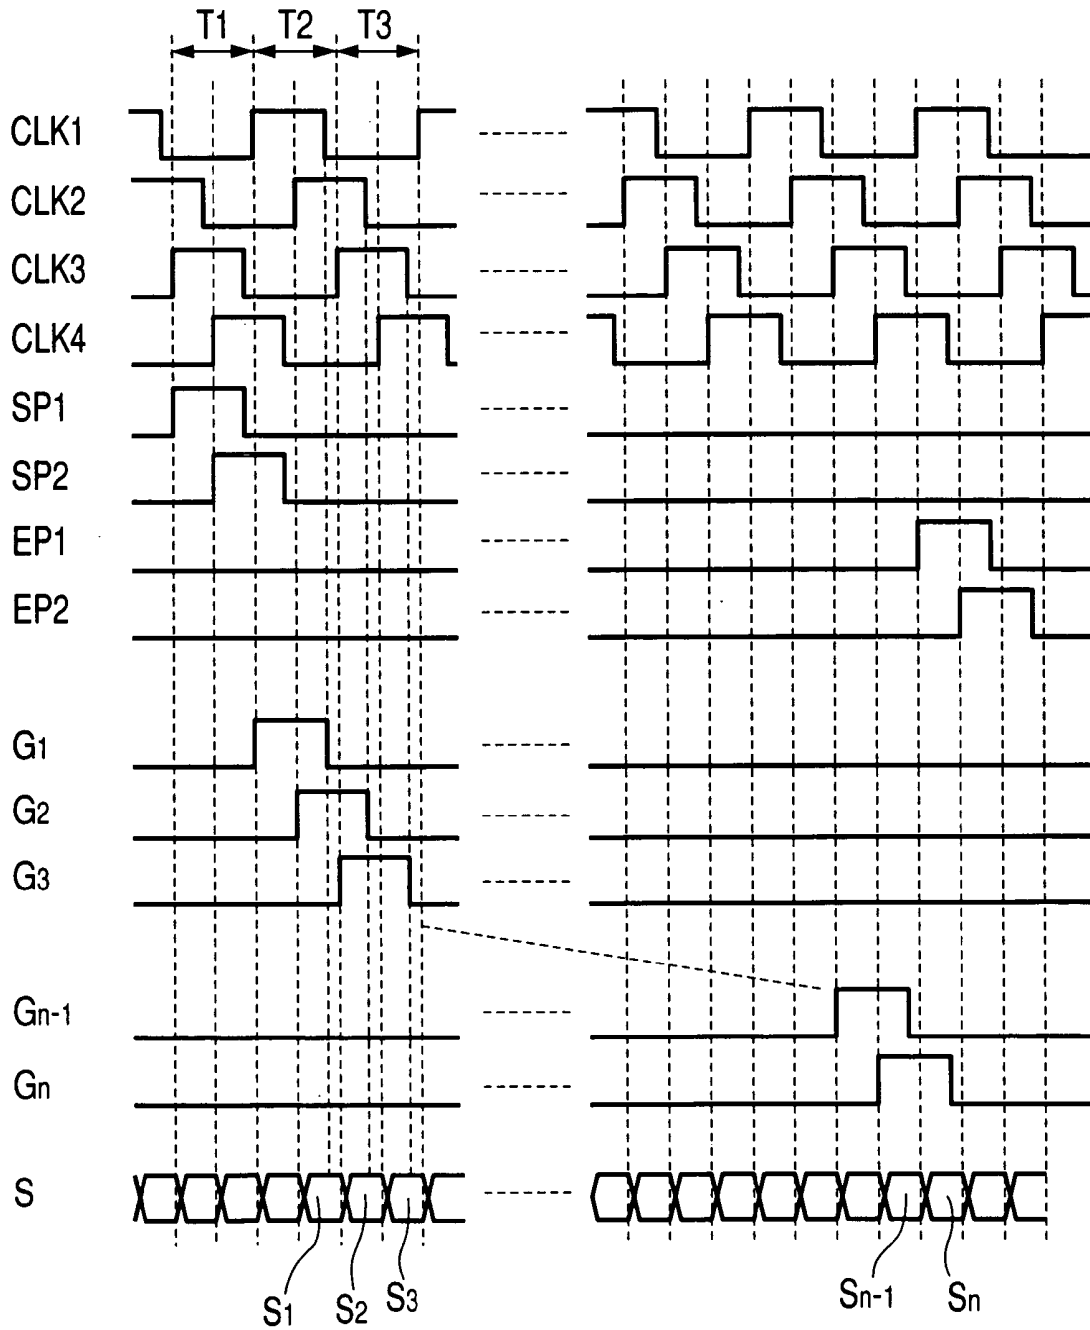 T1 T2 T3
CLK1
CLK2
CLK3
CLK4
SP1
SP2
EP1
EP2
G1
G2
G3
Gn-1
Gn
S
S1 S2 S3 Sn-1 Sn